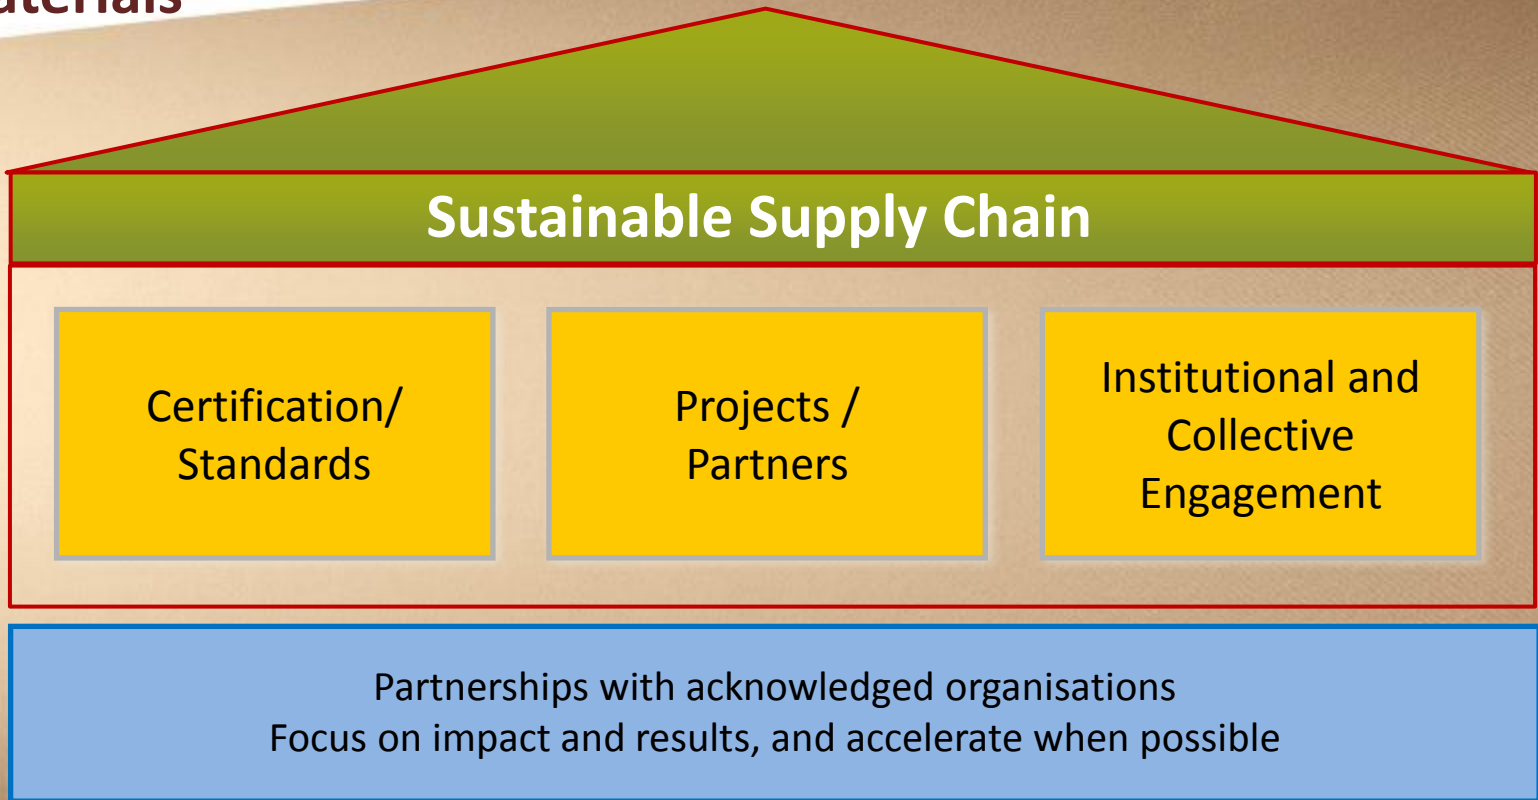 Sustainable Supply Chain
Certification/
Standards
Projects /
Partners
Institutional and
Collective
Engagement
Partnerships with acknowledged organisations
Focus on impact and results, and accelerate when possible